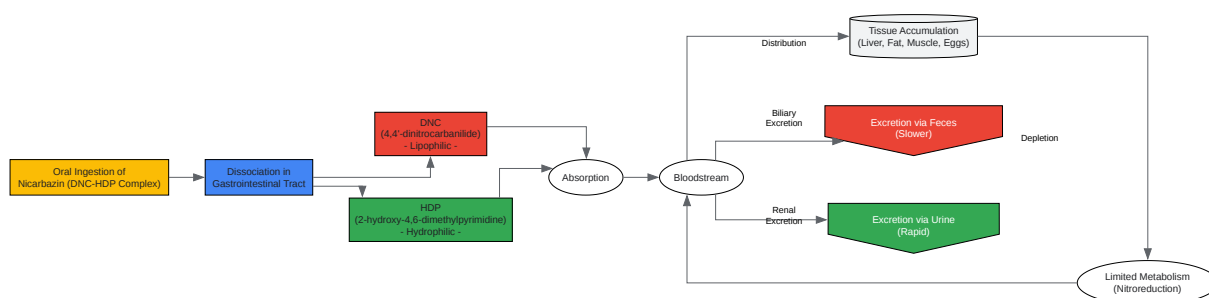 Oral Ingestion of
Nicarbazin (DNC-HDP Complex)
Dissociation in
Gastrointestinal Tract
DNC
(4,4'-dinitrocarbanilide)
- Lipophilic -
HDP
(2-hydroxy-4,6-dimethylpyrimidine)
- Hydrophilic -
Absorption
Bloodstream
Distribution
Tissue Accumulation
(Liver, Fat, Muscle, Eggs)
Biliary
Excretion
Excretion via Feces
(Slower)
Depletion
Renal
Excretion
Excretion via Urine
(Rapid)
Limited Metabolism
(Nitroreduction)